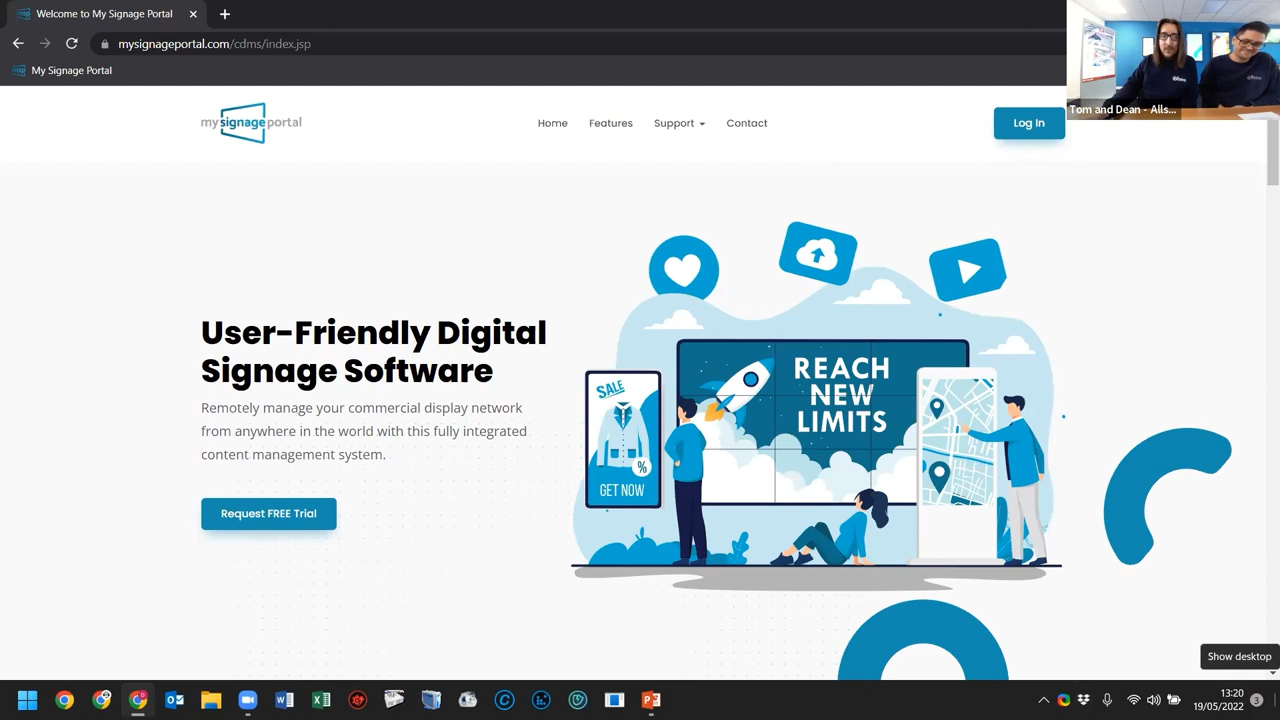 Welcome to My Signage Portal
mysignageportal.com/cdms/index.jsp
My Signage Portal
Tom and Dean - Alls...
mysignageportal
Home
Features
Support
Contact
Log In
User-Friendly Digital
Signage Software
Remotely manage your commercial display network
from anywhere in the world with this fully integrated
content management system.
Request FREE Trial
SALE
%
GET NOW
REACH
NEW
LIMITS
Show desktop
13:20
19/05/2022
3